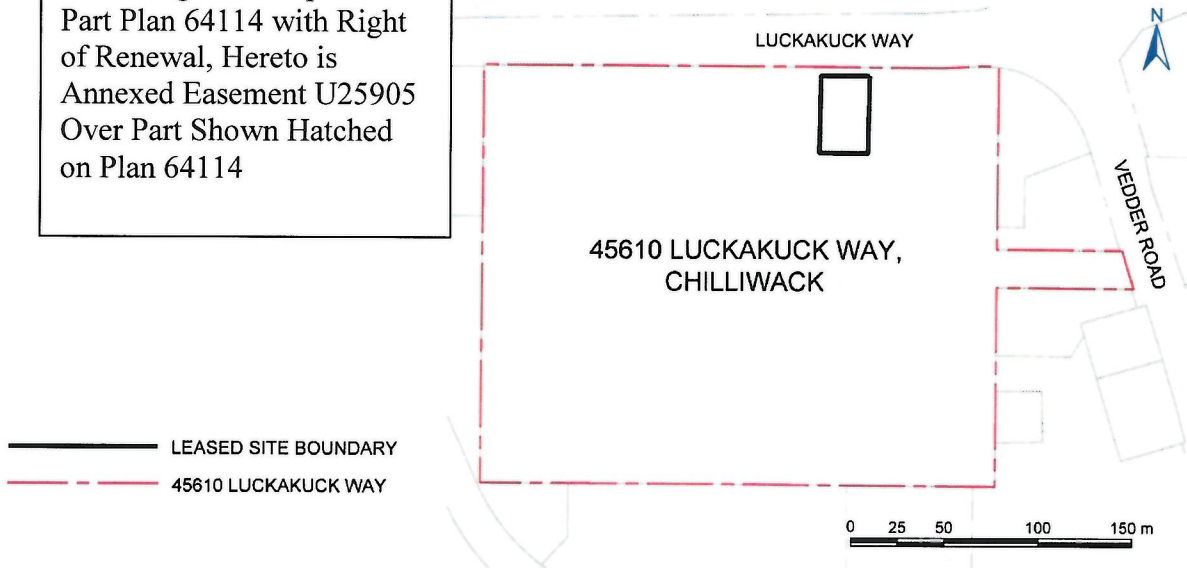 Part Plan 64114 with Right
of Renewal, Hereto is
Annexed Easement U25905
Over Part Shown Hatched
on Plan 64114
LUCKAKUCK WAY
N
VEDDER ROAD
45610 LUCKAKUCK WAY,
CHILLIWACK
LEASED SITE BOUNDARY
45610 LUCKAKUCK WAY
0 25 50 100 150 m